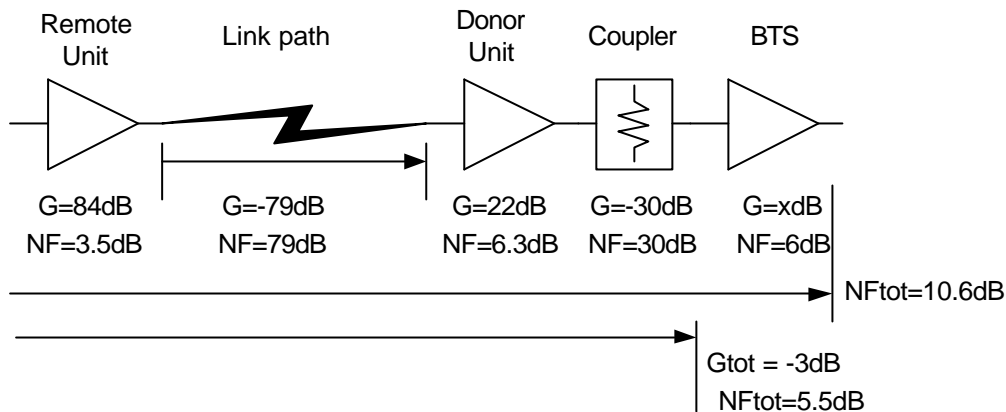 Remote
Unit
Link path
Donor
Unit
Coupler
BTS
G=84dB
NF=3.5dB
G=-79dB
NF=79dB
G=22dB
NF=6.3dB
G=-30dB
NF=30dB
G=xdB
NF=6dB
NFtot=10.6dB
Gtot = -3dB
NFtot=5.5dB